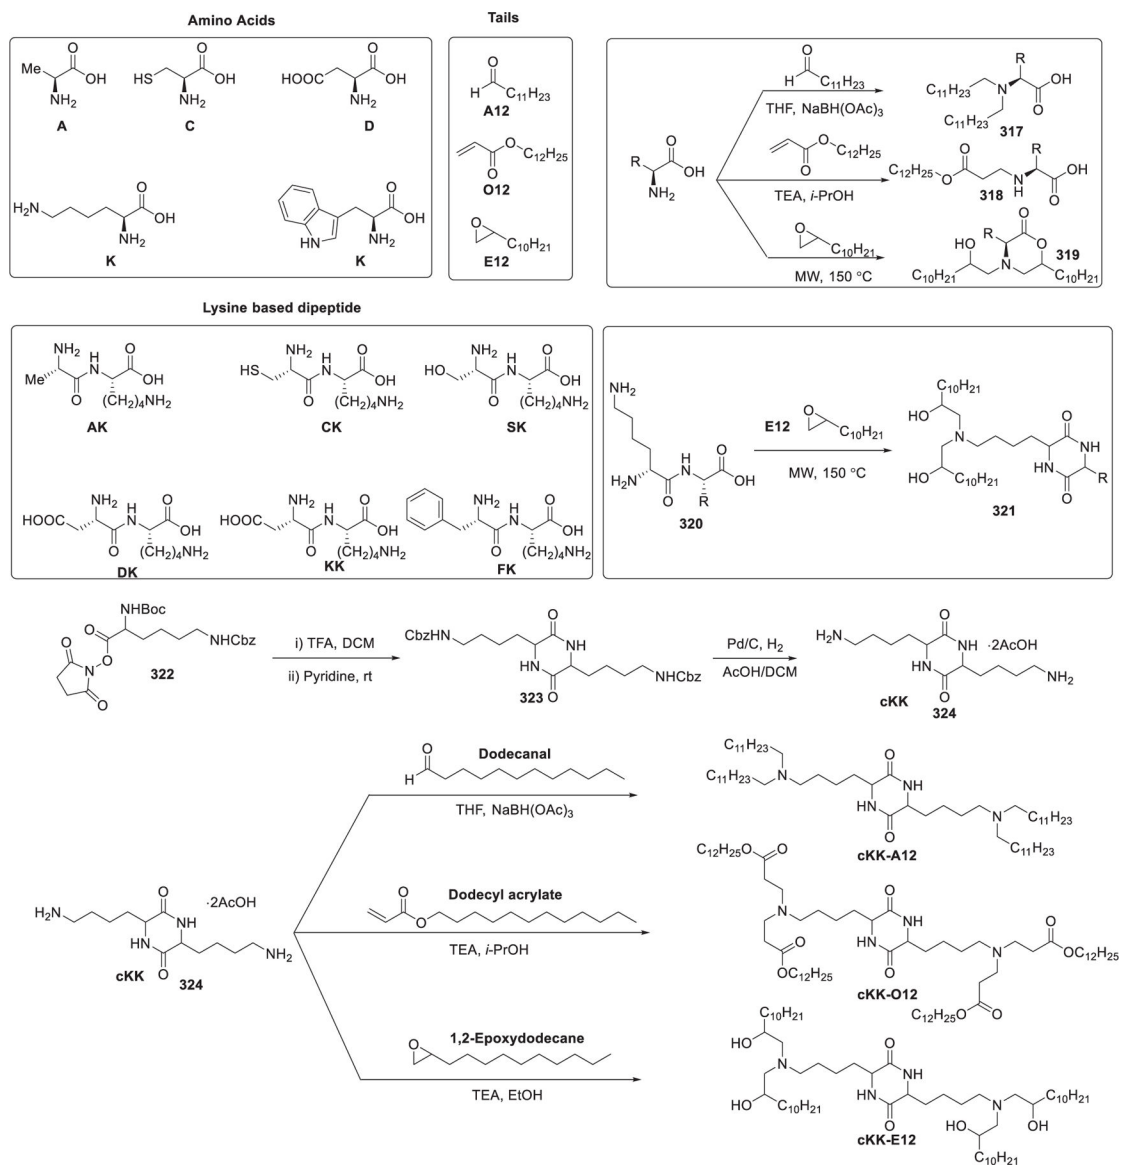 Amino Acids
Tails
Me
O
OH
NH2
A
HS
O
OH
NH2
C
HOOC
O
OH
NH2
D
NH2
O
OH
NH2
K
O
OH
N
H
NH2
K
O
H
C11H23
A12
O
O
C12H25
O12
O
C10H21
E12
R
O
OH
NH2
O
H
C11H23
THF, NaBH(OAc)3
O
O
C12H25
TEA, i-PrOH
O
C10H21
MW, 150 °C
R
C11H23
N
OH
O
C11H23
317
O
C12H25
O
N
H
R
OH
O
318
O
R
HO
O
319
N
C10H21
C10H21
Lysine based dipeptide
NH2
H
N
O
Me
OH
O
(CH2)4NH2
AK
HS
NH2
H
N
O
OH
O
(CH2)4NH2
CK
HO
NH2
H
N
O
OH
O
(CH2)4NH2
SK
HOOC
NH2
H
N
O
OH
O
(CH2)4NH2
DK
HOOC
NH2
H
N
O
OH
O
(CH2)4NH2
KK
NH2
H
N
O
OH
O
(CH2)4NH2
FK
NH2
H
N
O
OH
H2N
O
R
320
E12
O
C10H21
MW, 150 °C
C10H21
HO
N
O
NH
HN
R
O
HO
C10H21
321
NHBoc
O
NHCbz
O
O
N
O
322
i) TFA, DCM
ii) Pyridine, rt
CbzHN
O
NH
HN
O
NHCbz
323
Pd/C, H2
AcOH/DCM
H2N
O
NH
·2AcOH
HN
O
NH2
cKK
324
H2N
O
NH
·2AcOH
HN
O
NH2
cKK
324
O
Dodecanal
H
THF, NaBH(OAc)3
C11H23
C11H23
N
O
NH
HN
O
N
C11H23
C11H23
cKK-A12
Dodecyl acrylate
O
O
TEA, i-PrOH
C12H25O
O
N
O
NH
HN
O
O
OC12H25
N
O
OC12H25
O
C12H25O
cKK-O12
1,2-Epoxydodecane
O
TEA, EtOH
C10H21
HO
N
O
NH
HO
C10H21
HN
O
N
C10H21
HO
OH
C10H21
cKK-E12